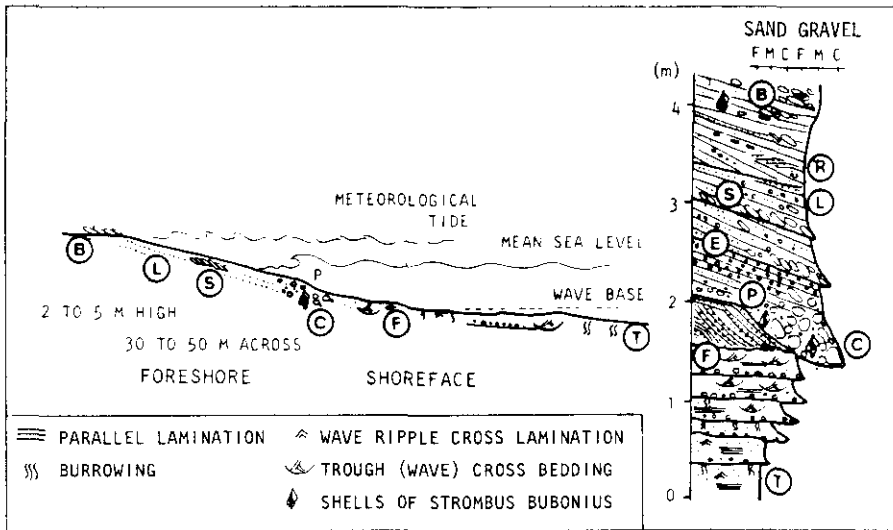 METEOROLOGICAL
TIDE
MEAN SEA LEVEL
B
L
S
P
WAVE BASE
C
F
T
2 TO 5 M HIGH
30 TO 50 M ACROSS
FORESHORE
SHOREFACE
PARALLEL LAMINATION
BURROWING
WAVE RIPPLE CROSS LAMINATION
TROUGH (WAVE) CROSS BEDDING
SHELLS OF STROMBUS BUBONIUS
SAND GRAVEL
F M C F M C
(m)
4
B
R
3
S
L
E
2
P
C
F
1
T
0